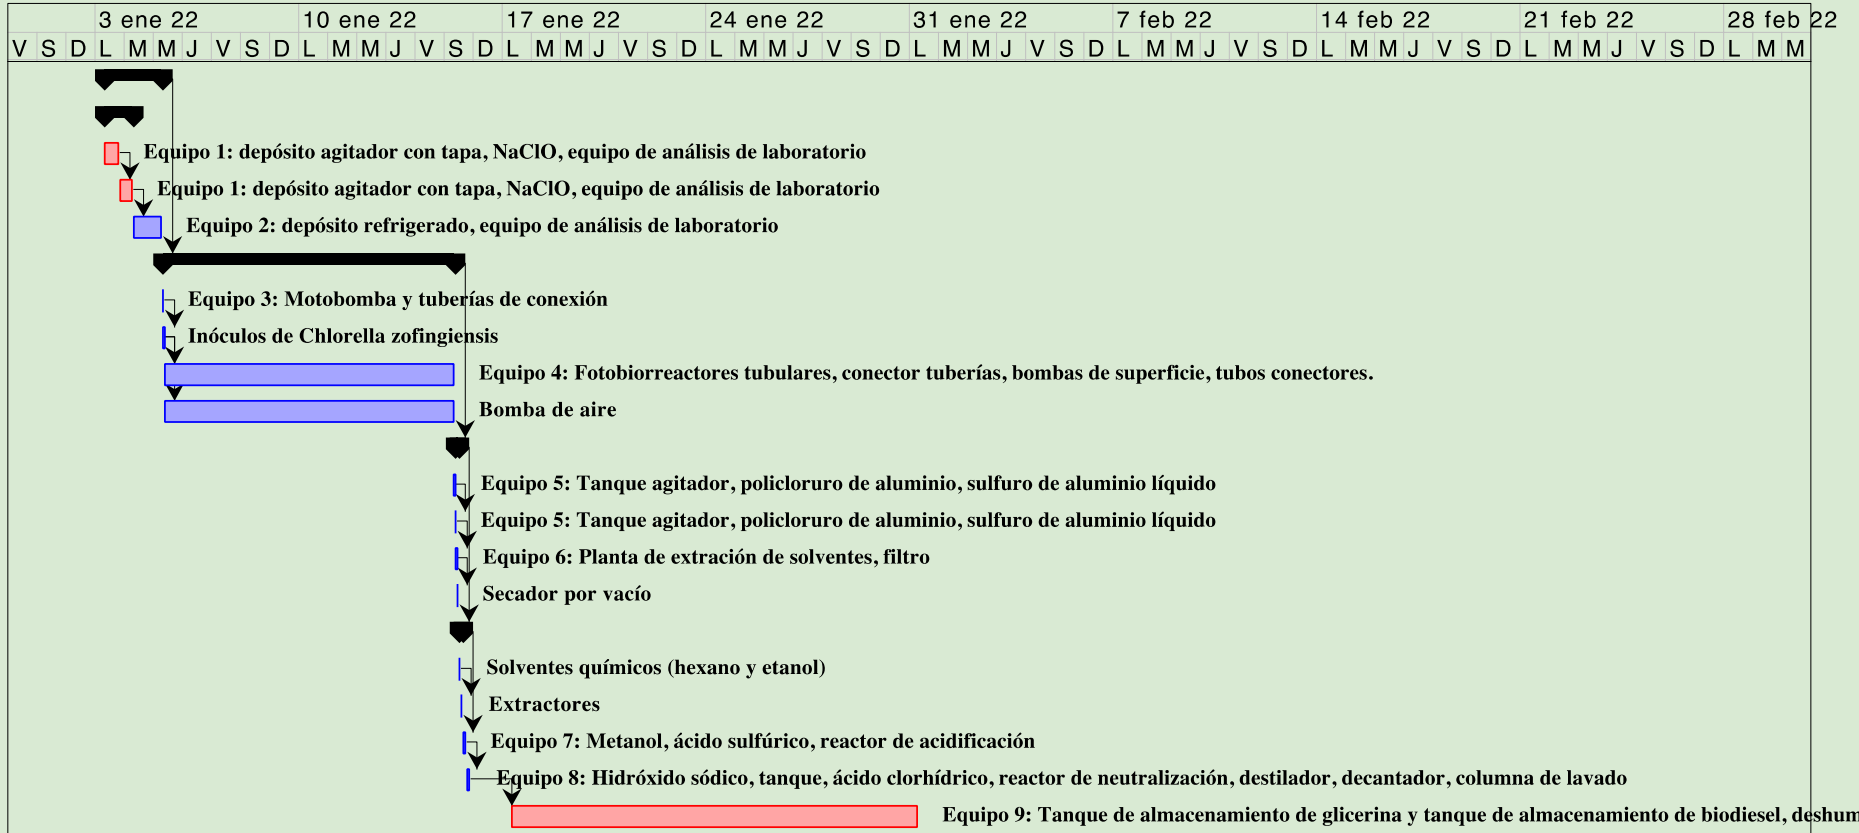 3 ene 22 10 ene 22 17 ene 22 24 ene 22 31 ene 22 7 feb 22 14 feb 22 21 feb 22 28 feb 22
V S D L M M J V S D L M M J V S D L M M J V S D L M M J V S D L M M J V S D L M M J V S D L M M J V S D L M M J V S D L M M
Equipo 1: depósito agitador con tapa, NaClO, equipo de análisis de laboratorio
Equipo 1: depósito agitador con tapa, NaClO, equipo de análisis de laboratorio
Equipo 2: depósito refrigerado, equipo de análisis de laboratorio
Equipo 3: Motobomba y tuberías de conexión
Inóculos de Chlorella zofingiensis
Equipo 4: Fotobiorreactores tubulares, conector tuberías, bombas de superficie, tubos conectores.
Bomba de aire
Equipo 5: Tanque agitador, policloruro de aluminio, sulfuro de aluminio líquido
Equipo 5: Tanque agitador, policloruro de aluminio, sulfuro de aluminio líquido
Equipo 6: Planta de extración de solventes, filtro
Secador por vacío
Solventes químicos (hexano y etanol)
Extractores
Equipo 7: Metanol, ácido sulfúrico, reactor de acidificación
Equipo 8: Hidróxido sódico, tanque, ácido clorhídrico, reactor de neutralización, destilador, decantador, columna de lavado
Equipo 9: Tanque de almacenamiento de glicerina y tanque de almacenamiento de biodiesel, deshum